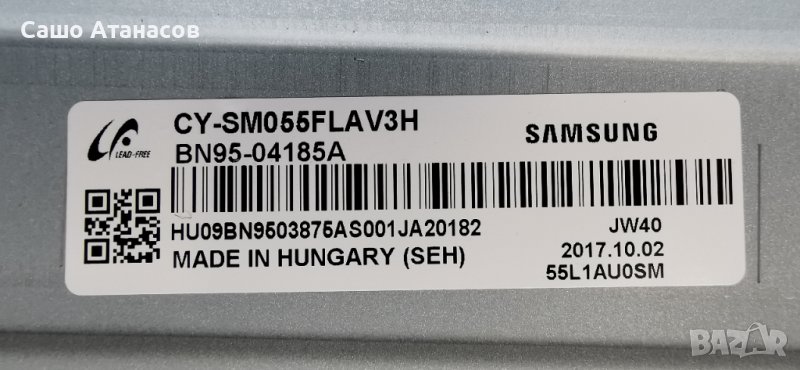 Сашо Атанасов
CY-SM055FLAV3H
BN95-04185A
SAMSUNG
LEAD-FREE
HU09BN9503875AS001JA20182
JW40
MADE IN HUNGARY (SEH)
2017.10.02
55L1AU0SM
BAZAR